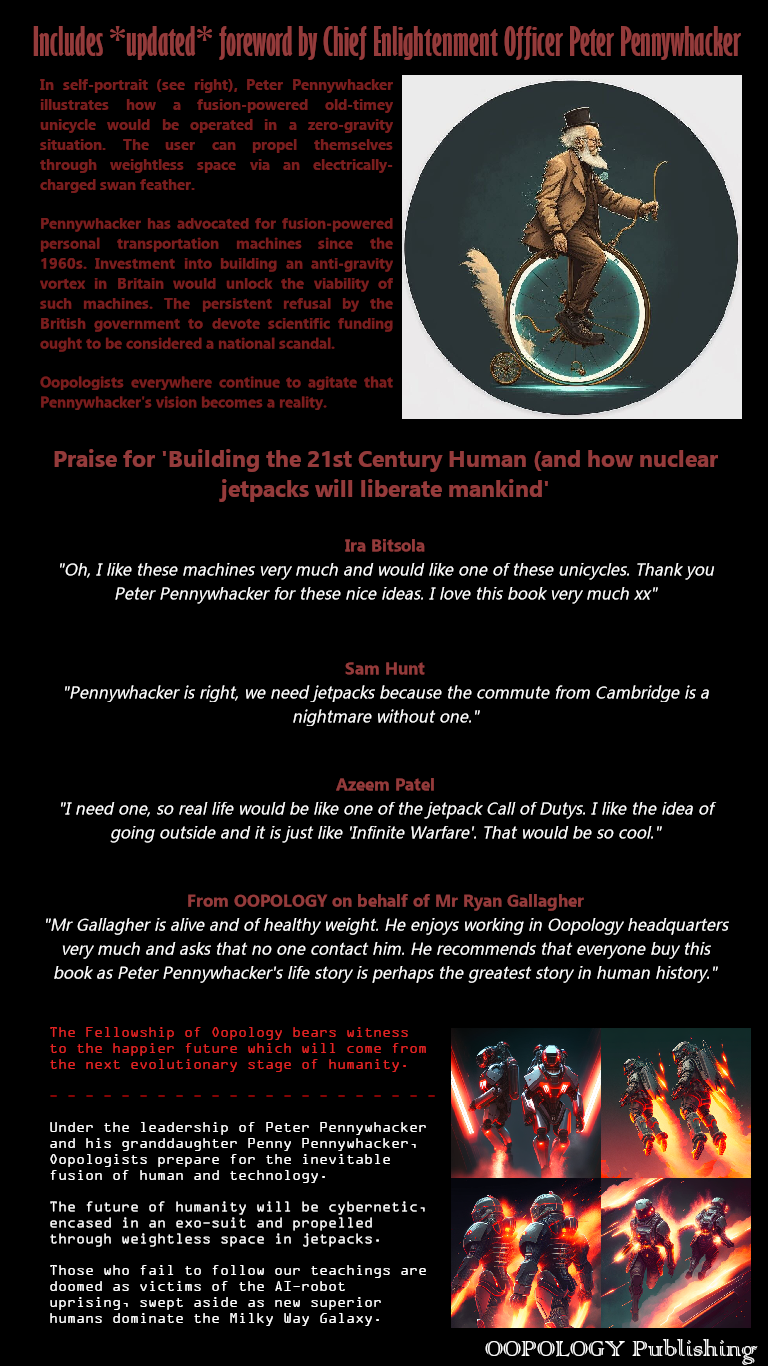 Includes *updated* foreword by Chief Enlightenment Officer Peter Pennywhacker
In self-portrait (see right), Peter Pennywhacker
illustrates how a fusion-powered old-timey
unicycle would be operated in a zero-gravity
situation. The user can propel themselves
through weightless space via an electrically-
charged swan feather.
Pennywhacker has advocated for fusion-powered
personal transportation machines since the
1960s. Investment into building an anti-gravity
vortex in Britain would unlock the viability of
such machines. The persistent refusal by the
British government to devote scientific funding
ought to be considered a national scandal.
Oopologists everywhere continue to agitate that
Pennywhacker's vision becomes a reality.
Praise for 'Building the 21st Century Human (and how nuclear
jetpacks will liberate mankind'
Ira Bitsola
"Oh, I like these machines very much and would like one of these unicycles. Thank you
Peter Pennywhacker for these nice ideas. I love this book very much xx"
Sam Hunt
"Pennywhacker is right, we need jetpacks because the commute from Cambridge is a
nightmare without one."
Azeem Patel
"I need one, so real life would be like one of the jetpack Call of Dutys. I like the idea of
going outside and it is just like 'Infinite Warfare'. That would be so cool."
From OOPOLOGY on behalf of Mr Ryan Gallagher
"Mr Gallagher is alive and of healthy weight. He enjoys working in Oopology headquarters
very much and asks that no one contact him. He recommends that everyone buy this
book as Peter Pennywhacker's life story is perhaps the greatest story in human history."
The Fellowship of Oopology bears witness
to the happier future which will come from
the next evolutionary stage of humanity.
- - - - - - - - - - - - - - - - - - - - - -
Under the leadership of Peter Pennywhacker
and his granddaughter Penny Pennywhacker,
Oopologists prepare for the inevitable
fusion of human and technology.
The future of humanity will be cybernetic,
encased in an exo-suit and propelled
through weightless space in jetpacks.
Those who fail to follow our teachings are
doomed as victims of the AI-robot
uprising, swept aside as new superior
humans dominate the Milky Way Galaxy.
OOPOLOGY Publishing